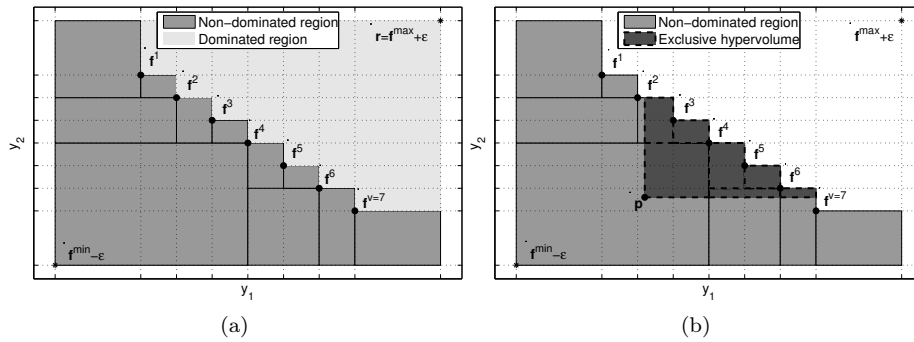 Non-dominated region
Dominated region
r=f^max+ε
f^1
f^2
f^3
f^4
f^5
f^6
f^v=7
f^min−ε
y_2
y_1
(a)
Non-dominated region
Exclusive hypervolume
f^max+ε
f^1
f^2
f^3
f^4
f^5
f^6
f^v=7
p
f^min−ε
y_2
y_1
(b)